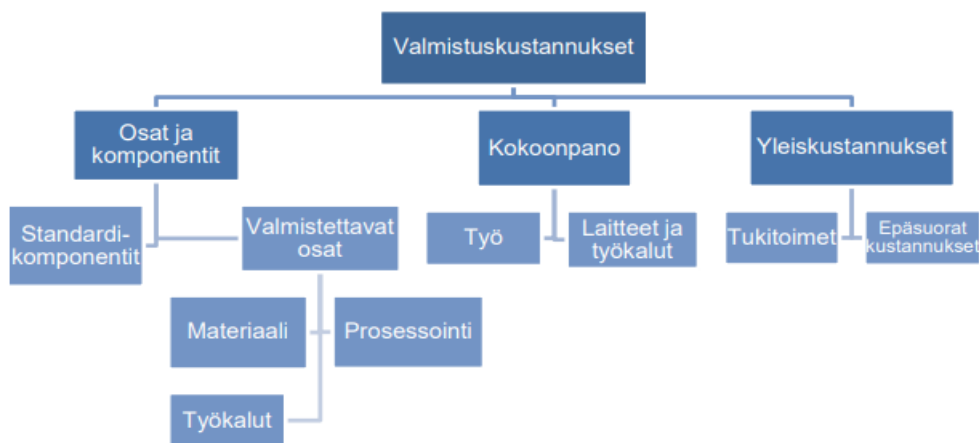 Valmistuskustannukset
Osat ja
komponentit
Kokoonpano
Yleiskustannukset
Standardi-
komponentit
Valmistettavat
osat
Työ
Laitteet ja
työkalut
Tukitoimet
Epäsuorat
kustannukset
Materiaali
Prosessointi
Työkalut